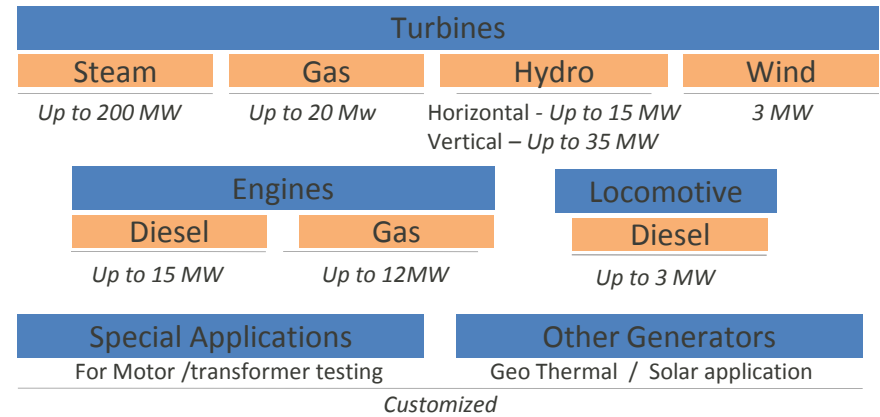 Turbines
Steam Gas Hydro Wind
Up to 200 MW Up to 20 Mw Horizontal - Up to 15 MW 3 MW
Vertical – Up to 35 MW
Engines Locomotive
Diesel Gas Diesel
Up to 15 MW Up to 12MW Up to 3 MW
Special Applications Other Generators
For Motor /transformer testing Geo Thermal / Solar application
Customized